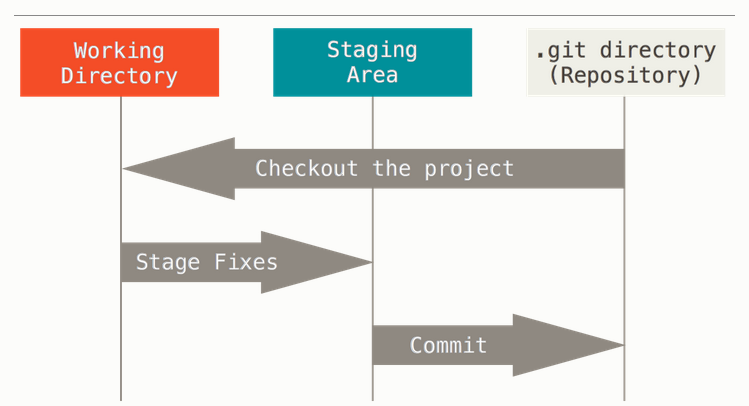 Working
Directory
Staging
Area
.git directory
(Repository)
Checkout the project
Stage Fixes
Commit